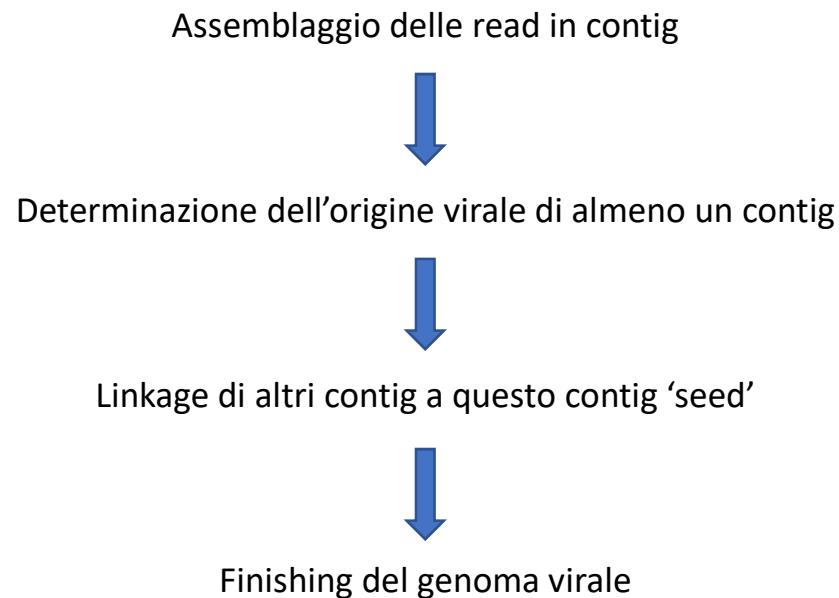 Assemblaggio delle read in contig
Determinazione dell’origine virale di almeno un contig
Linkage di altri contig a questo contig ‘seed’
Finishing del genoma virale